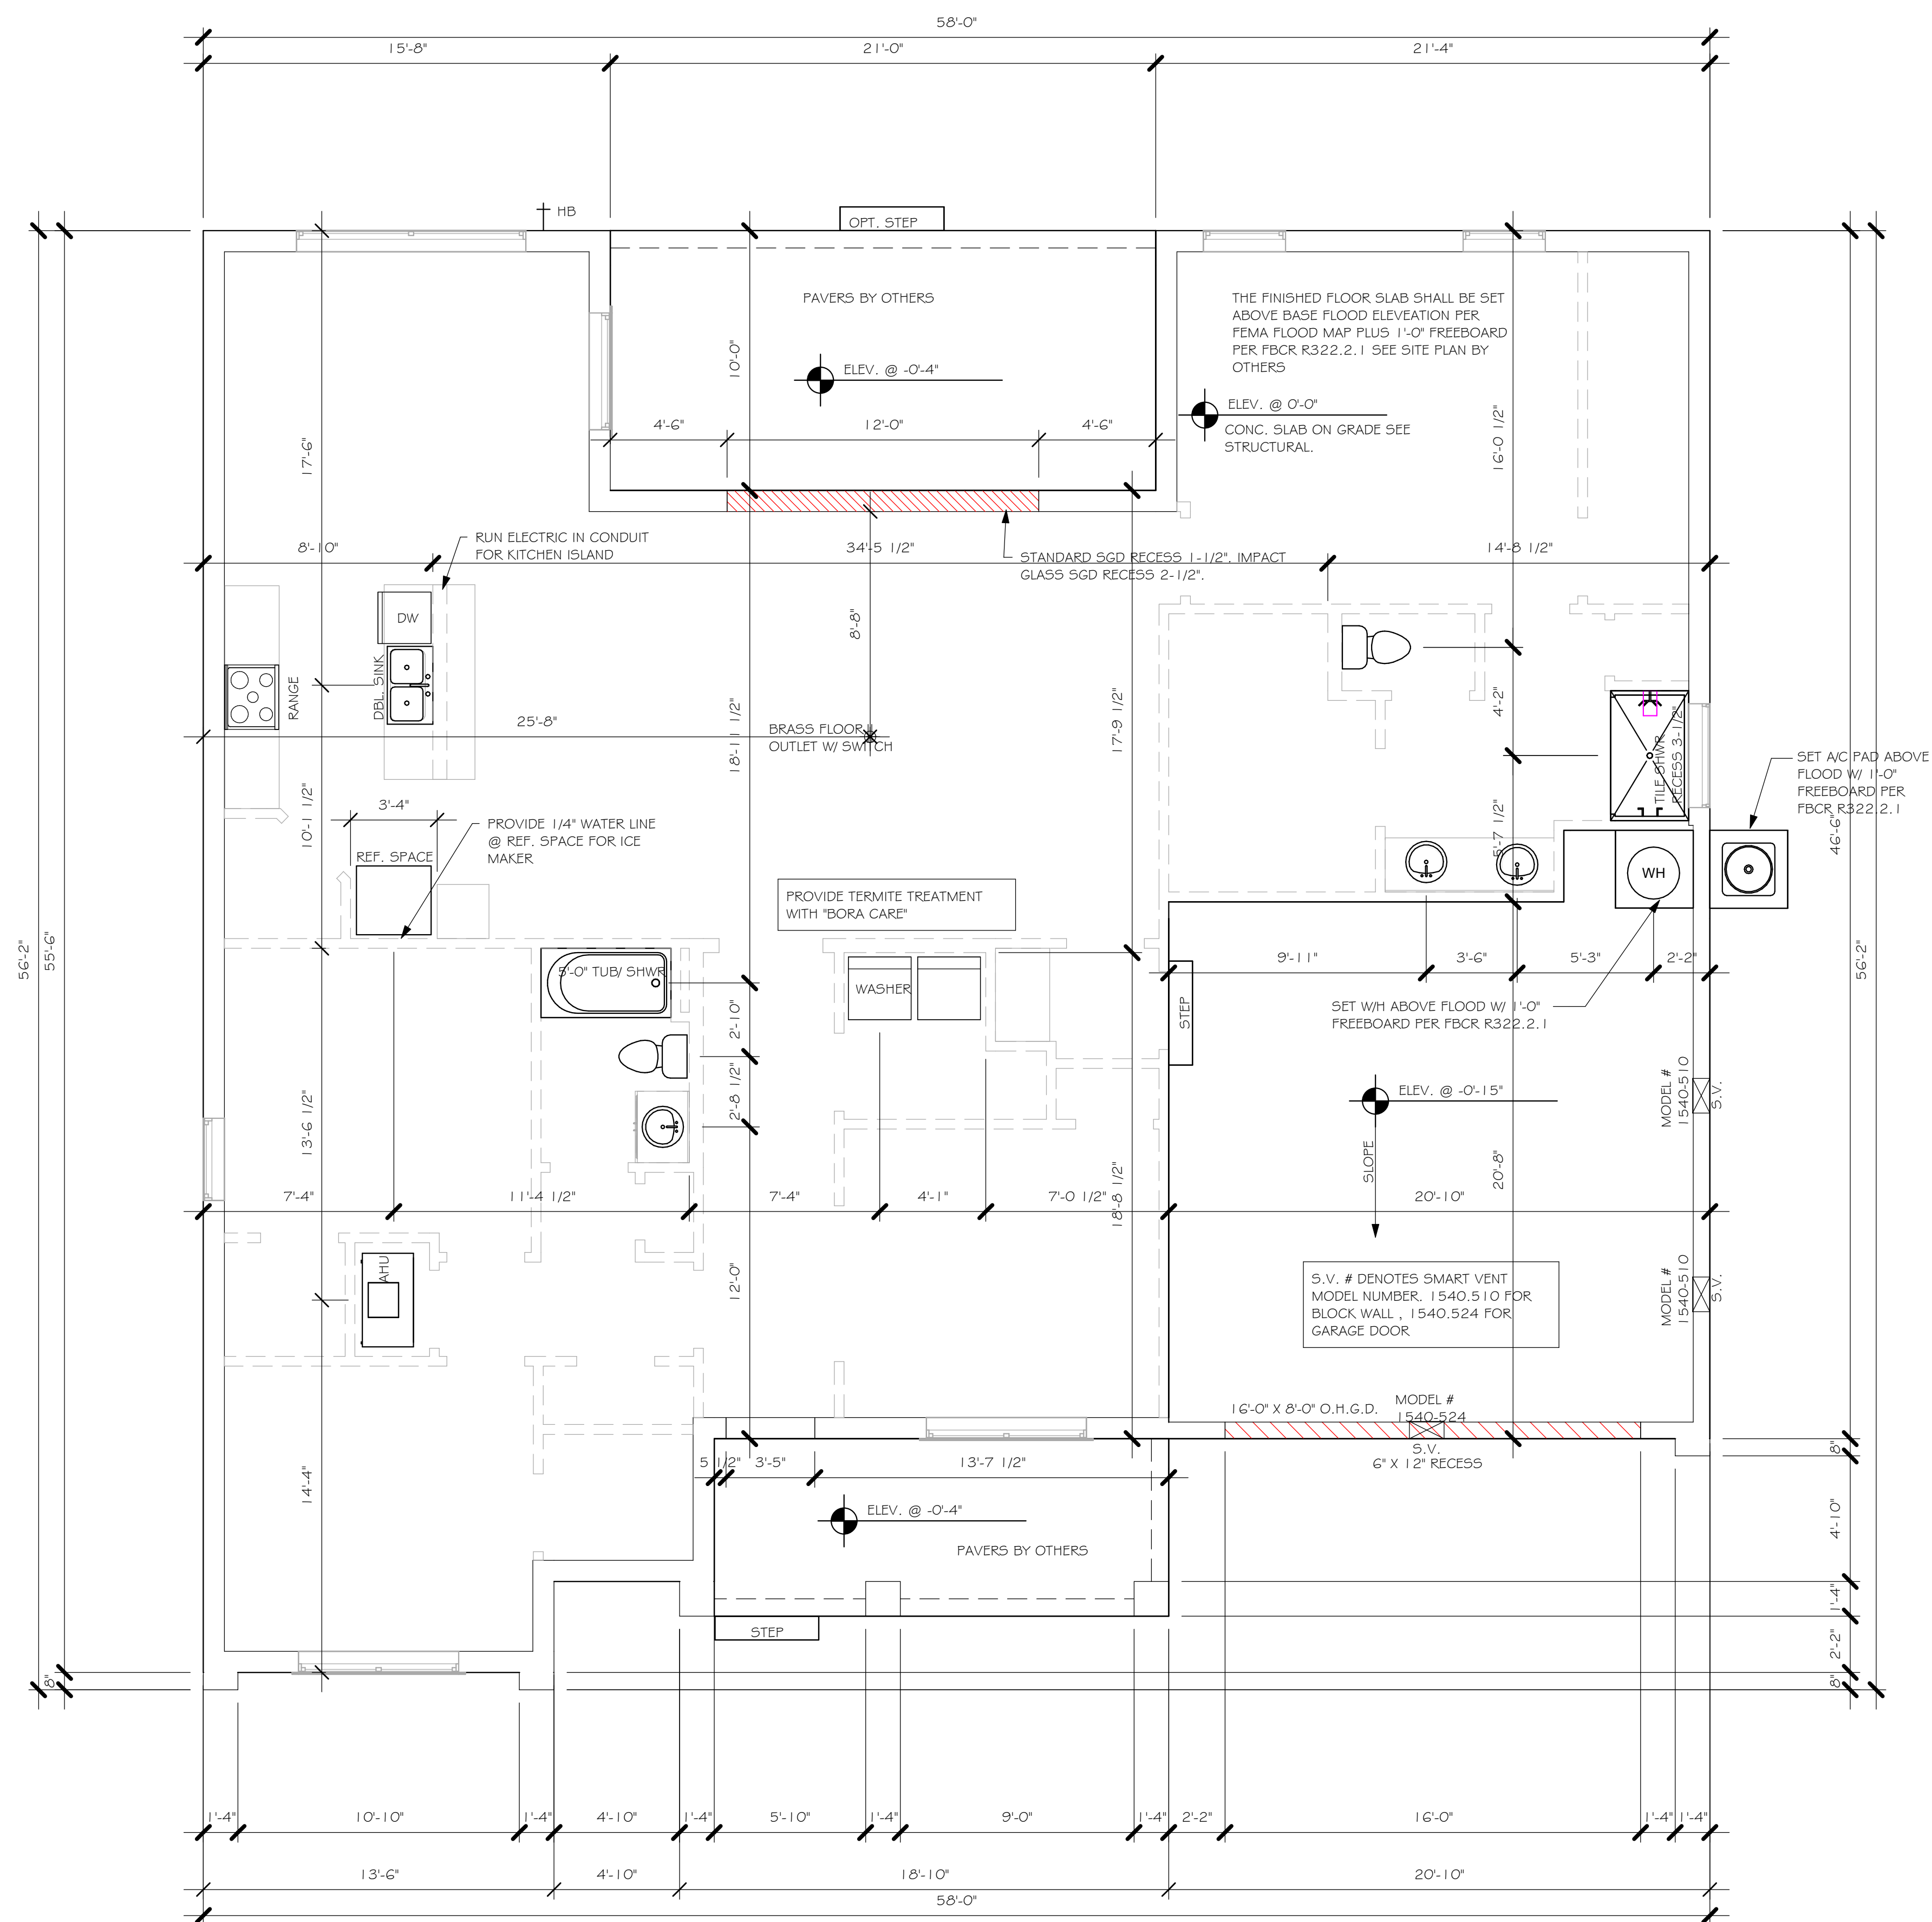 58'-0"
15'-8"
21'-0"
21'-4"
HB
OPT. STEP
PAVERS BY OTHERS
THE FINISHED FLOOR SLAB SHALL BE SET
ABOVE BASE FLOOD ELEVEATION PER
FEMA FLOOD MAP PLUS 1'-0" FREEBOARD
PER FBCR R322.2.1 SEE SITE PLAN BY
OTHERS
10'-0"
ELEV. @ -0'-4"
ELEV. @ 0'-0"
CONC. SLAB ON GRADE SEE
STRUCTURAL.
4'-6"
12'-0"
4'-6"
17'-6"
16'-0 1/2"
RUN ELECTRIC IN CONDUIT
FOR KITCHEN ISLAND
8'-10"
34'-5 1/2"
14'-8 1/2"
STANDARD SGD RECESS 1-1/2". IMPACT
GLASS SGD RECESS 2-1/2".
DW
8'-8"
RANGE
DBL. SINK
25'-8"
BRASS FLOOR
OUTLET W/ SWITCH
18'-11 1/2"
17'-9 1/2"
4'-2"
TILE SHWR
RECESS 3-1/2"
SET A/C PAD ABOVE
FLOOD W/ 1'-0"
FREEBOARD PER
FBCR R322.2.1
46'-6"
10'-1 1/2"
3'-4"
PROVIDE 1/4" WATER LINE
@ REF. SPACE FOR ICE
MAKER
REF. SPACE
5'-7 1/2"
WH
PROVIDE TERMITE TREATMENT
WITH "BORA CARE"
56'-2"
55'-6"
56'-2"
5'-0" TUB/ SHWR
WASHER
9'-11"
3'-6"
5'-3"
2'-2"
STEP
SET W/H ABOVE FLOOD W/ 1'-0"
FREEBOARD PER FBCR R322.2.1
2'-10"
2'-8 1/2"
13'-6 1/2"
ELEV. @ -0'-15"
MODEL #
1540-510
S.V.
SLOPE
20'-8"
18'-8 1/2"
7'-4"
11'-4 1/2"
7'-4"
4'-1"
7'-0 1/2"
20'-10"
AHU
12'-0"
S.V. # DENOTES SMART VENT
MODEL NUMBER. 1540.510 FOR
BLOCK WALL , 1540.524 FOR
GARAGE DOOR
MODEL #
1540-510
S.V.
16'-0" X 8'-0" O.H.G.D.
MODEL #
1540-524
S.V.
6" X 12" RECESS
5 1/2"
3'-5"
13'-7 1/2"
14'-4"
ELEV. @ -0'-4"
PAVERS BY OTHERS
STEP
8"
4'-10"
1'-4"
2'-2"
8"
8"
1'-4"
10'-10"
1'-4"
4'-10"
1'-4"
5'-10"
1'-4"
9'-0"
1'-4"
2'-2"
16'-0"
1'-4"
1'-4"
13'-6"
4'-10"
18'-10"
20'-10"
58'-0"